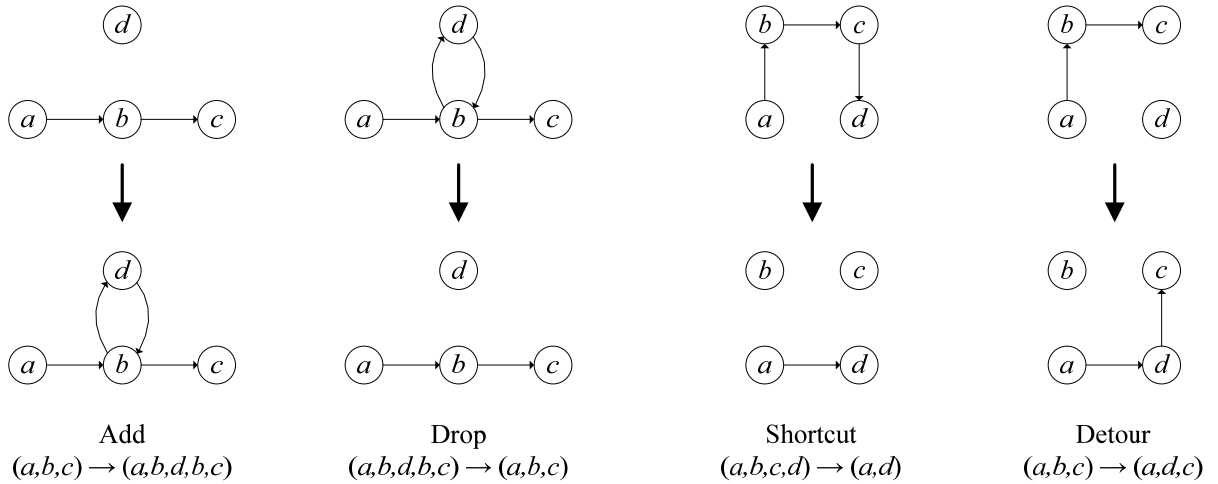 d d b c b c
a b c a b c a d a d
d d b c b c
a b c a b c a d a d
Add Drop Shortcut Detour
(a,b,c) → (a,b,d,b,c) (a,b,d,b,c) → (a,b,c) (a,b,c,d) → (a,d) (a,b,c) → (a,d,c)